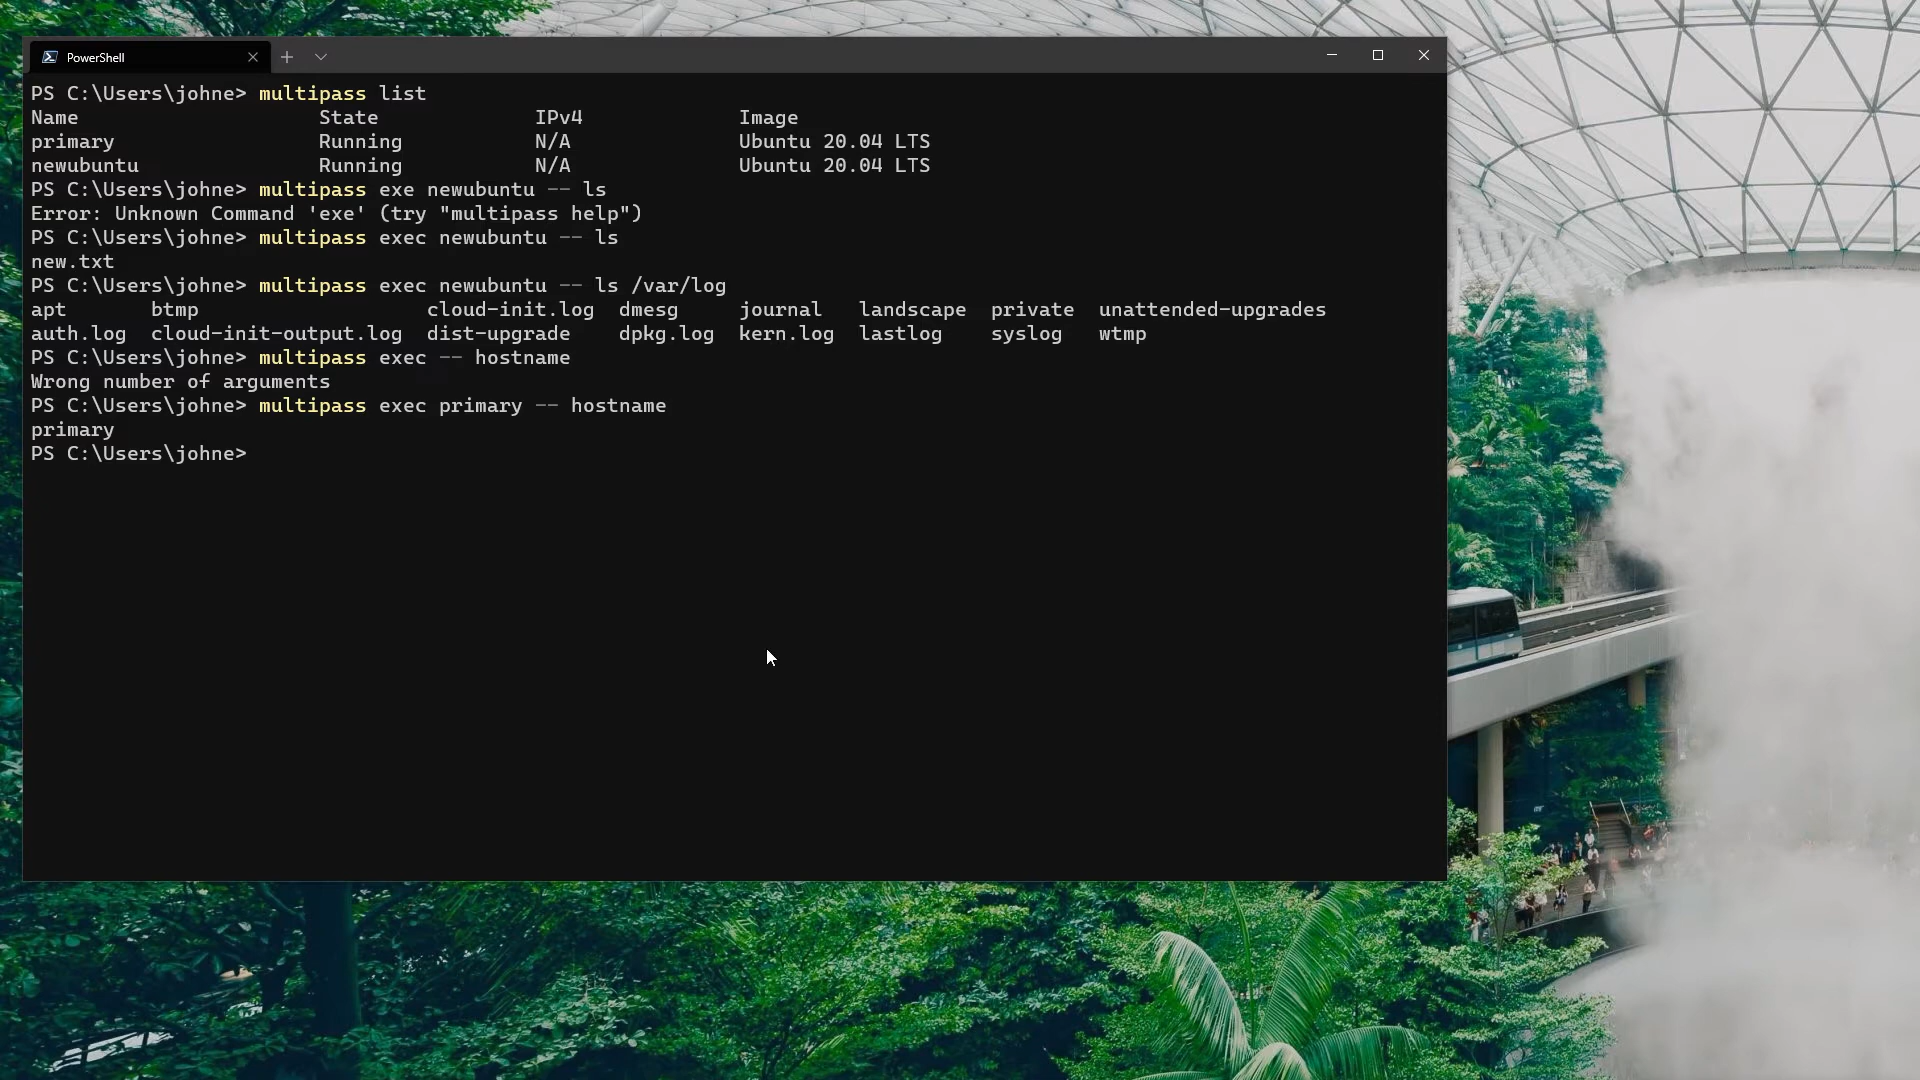 PowerShell
PS C:\Users\johne> multipass list
Name State IPv4 Image
primary Running N/A Ubuntu 20.04 LTS
newubuntu Running N/A Ubuntu 20.04 LTS
PS C:\Users\johne> multipass exe newubuntu -- ls
Error: Unknown Command 'exe' (try "multipass help")
PS C:\Users\johne> multipass exec newubuntu -- ls
new.txt
PS C:\Users\johne> multipass exec newubuntu -- ls /var/log
apt btmp cloud-init.log dmesg journal landscape private unattended-upgrades
auth.log cloud-init-output.log dist-upgrade dpkg.log kern.log lastlog syslog wtmp
PS C:\Users\johne> multipass exec -- hostname
Wrong number of arguments
PS C:\Users\johne> multipass exec primary -- hostname
primary
PS C:\Users\johne>